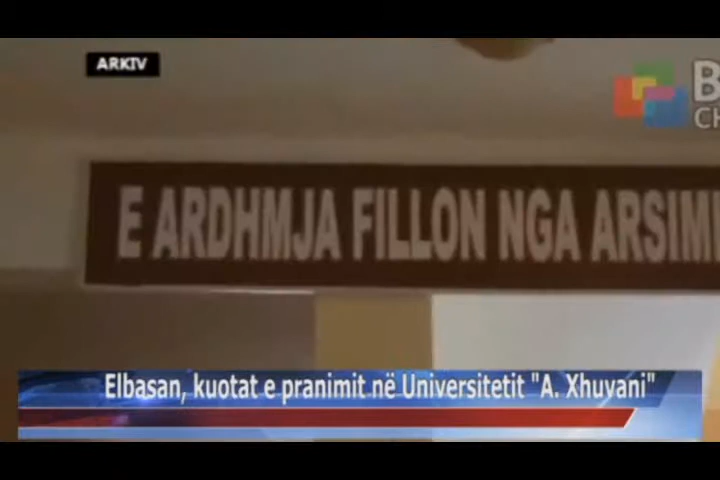 ARKIV
E ARDHMJA FILLON NGA ARSIMI
Elbasan, kuotat e pranimit në Universitetit "A. Xhuvani"